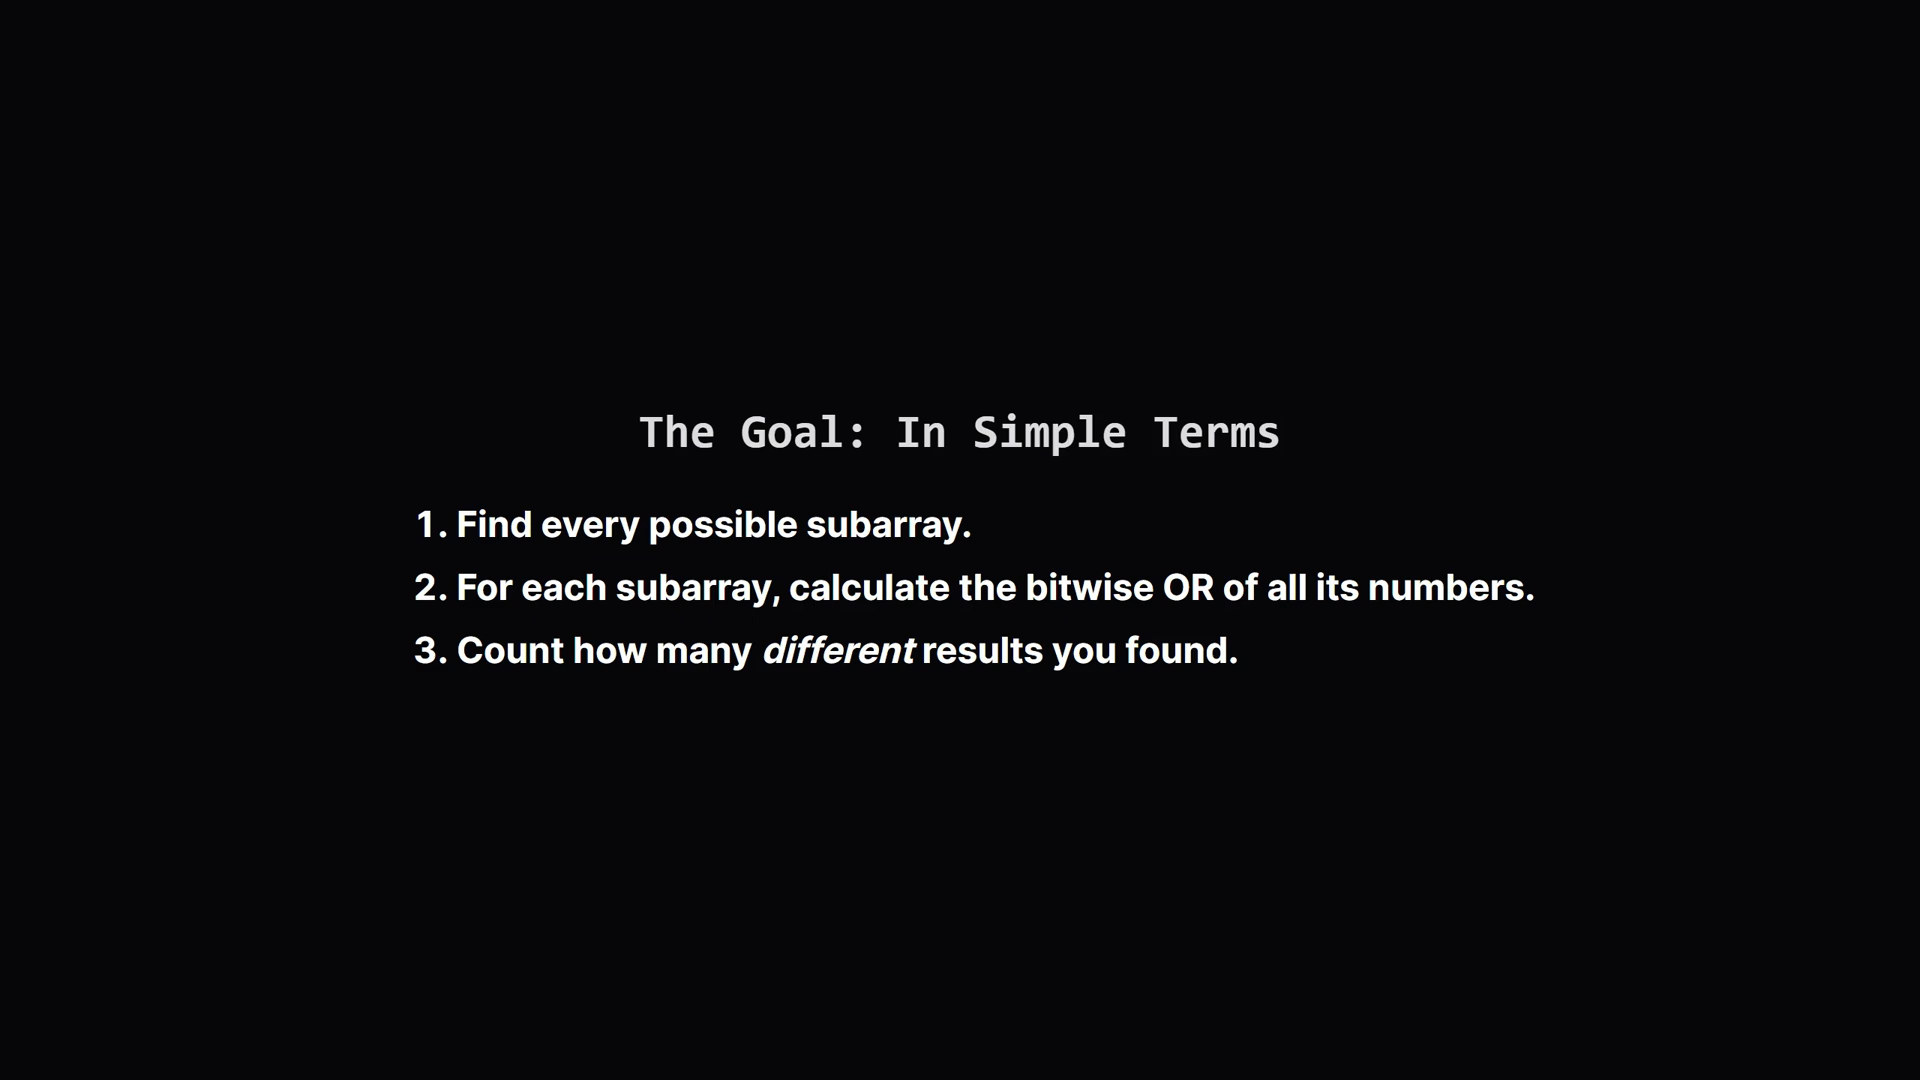 The Goal: In Simple Terms
1. Find every possible subarray.
2. For each subarray, calculate the bitwise OR of all its numbers.
3. Count how many different results you found.